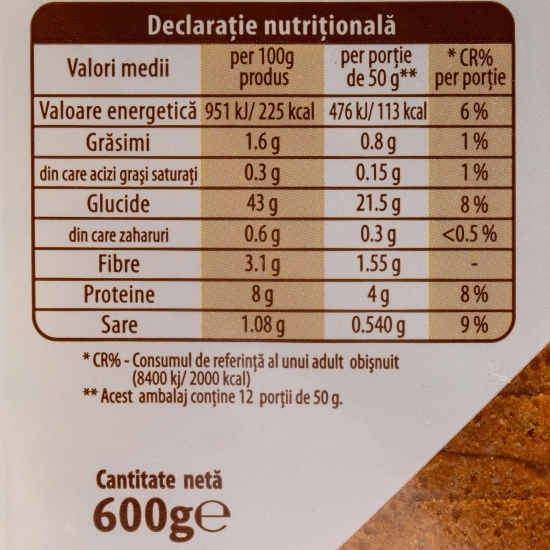 Declarație nutrițională
Valori medii per 100g produs per porție de 50 g** *CR% per porție
Valoare energetică 951 kJ/ 225 kcal 476 kJ/ 113 kcal 6 %
Grăsimi 1.6 g 0.8 g 1 %
din care acizi grași saturați 0.3 g 0.15 g 1 %
Glucide 43 g 21.5 g 8 %
din care zaharuri 0.6 g 0.3 g <0.5 %
Fibre 3.1 g 1.55 g -
Proteine 8 g 4 g 8 %
Sare 1.08 g 0.540 g 9 %
* CR% - Consumul de referință al unui adult obișnuit
(8400 kj/ 2000 kcal)
** Acest ambalaj conține 12 porții de 50 g.
Cantitate netă
600g℮